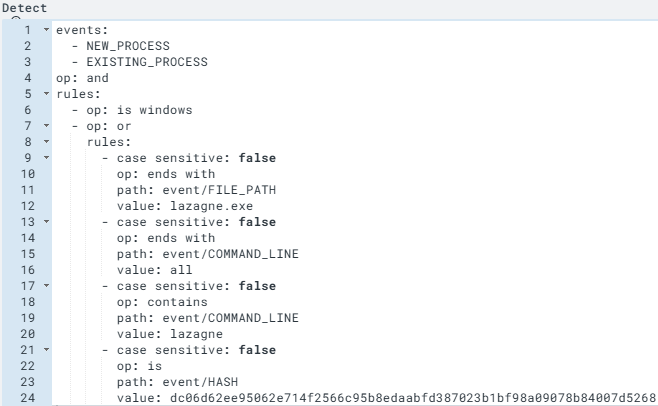 Detect
1 events:
2 - NEW_PROCESS
3 - EXISTING_PROCESS
4 op: and
5 rules:
6 - op: is windows
7 - op: or
8 rules:
9 - case sensitive: false
10 op: ends with
11 path: event/FILE_PATH
12 value: lazagne.exe
13 - case sensitive: false
14 op: ends with
15 path: event/COMMAND_LINE
16 value: all
17 - case sensitive: false
18 op: contains
19 path: event/COMMAND_LINE
20 value: lazagne
21 - case sensitive: false
22 op: is
23 path: event/HASH
24 value: dc06d62ee95062e714f2566c95b8edaabfd387023b1bf98a09078b84007d5268